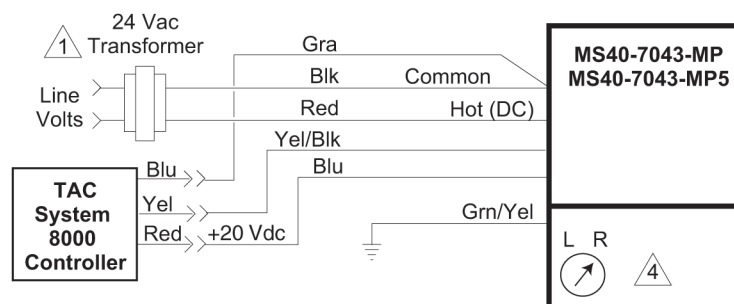 24 Vac
Transformer
1
Line
Volts
Gra
Blk Common
Red Hot (DC)
Yel/Blk
Blu
Grn/Yel
TAC
System
8000
Controller
Blu
Yel
Red +20 Vdc
MS40-7043-MP
MS40-7043-MP5
L R
4